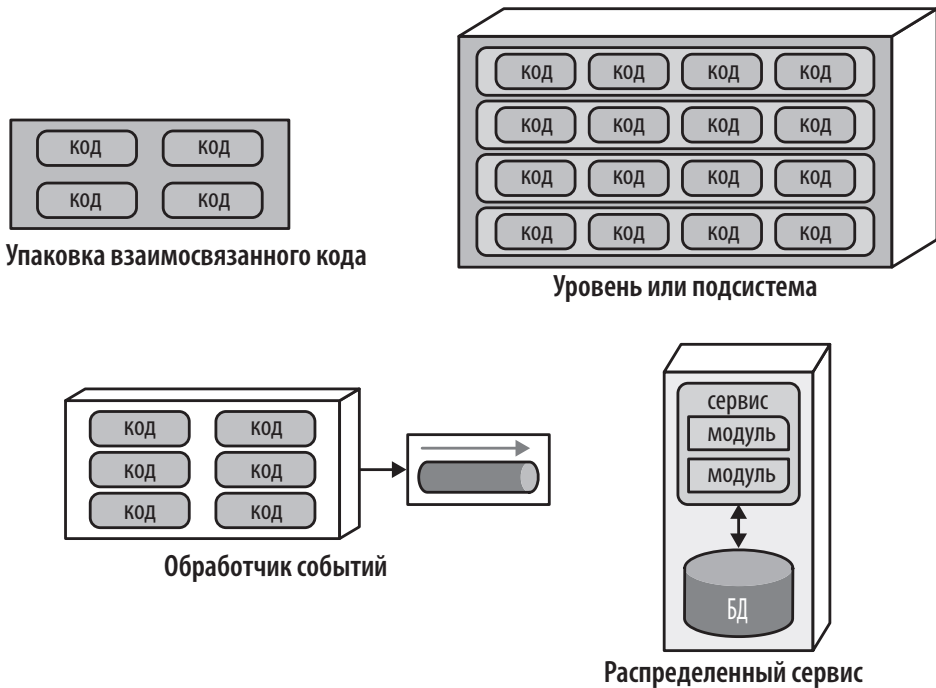 код код
код код
Упаковка взаимосвязанного кода
код код код код
код код код код
код код код код
код код код код
Уровень или подсистема
код код
код код
код код
Обработчик событий
сервис
модуль
модуль
БД
Распределенный сервис